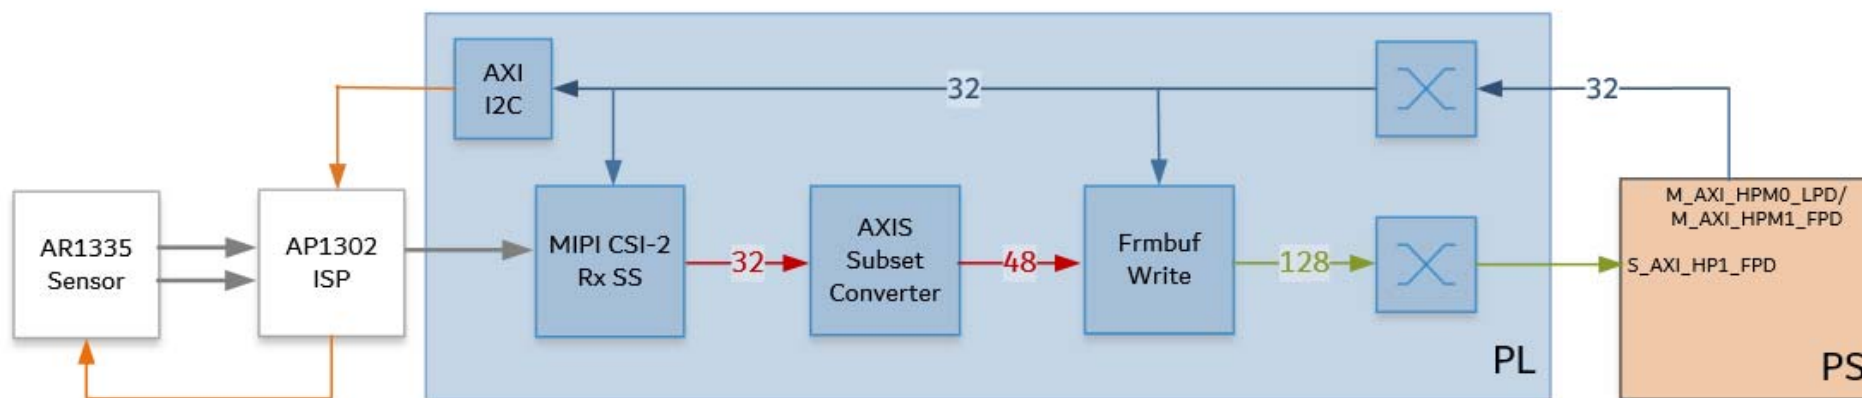 AXI
I2C
32
32
AR1335
Sensor
AP1302
ISP
MIPI CSI-2
Rx SS
32
AXIS
Subset
Converter
48
Frmbuf
Write
128
M_AXI_HPM0_LPD/
M_AXI_HPM1_FPD
S_AXI_HP1_FPD
PL
PS